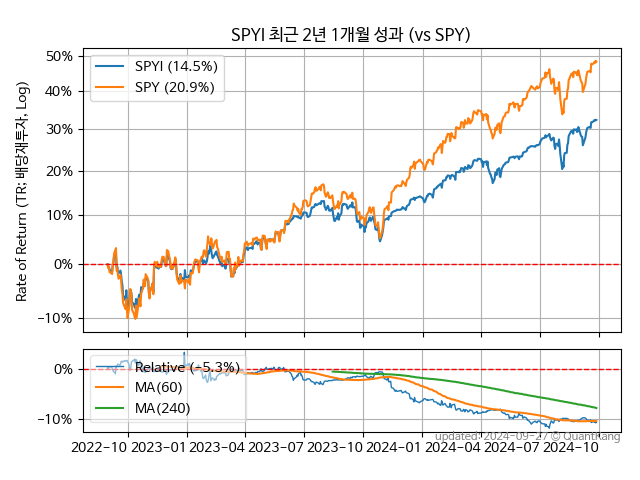 SPYI 최근 2년 1개월 성과 (vs SPY)
SPYI (14.5%)
SPY (20.9%)
Rate of Return (TR: 배당재투자, Log)
50%
40%
30%
20%
10%
0%
−10%
Relative (−5.3%)
MA(60)
MA(240)
0%
−10%
2022−10 2023−01 2023−04 2023−07 2023−10 2024−01 2024−04 2024−07 2024−10
updated: 2024−09−27 © QuantKang